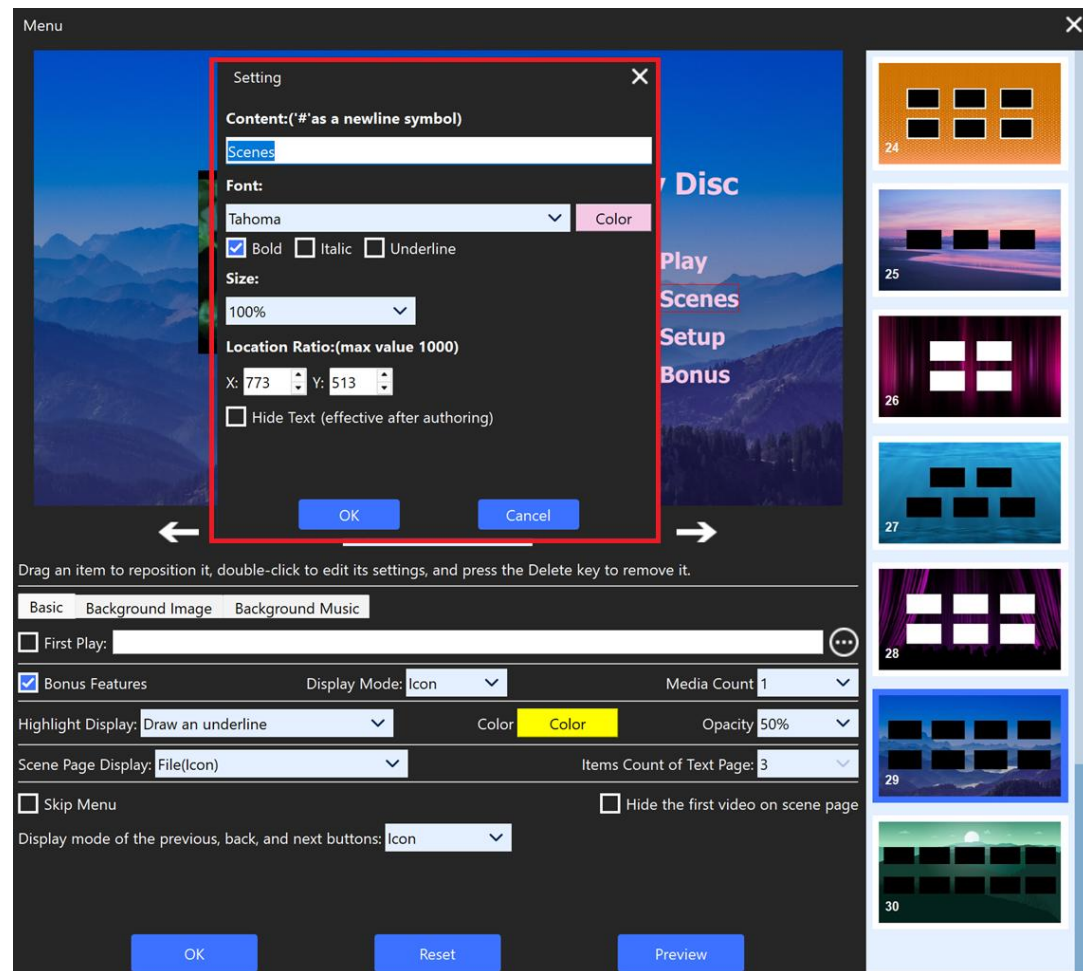 Menu
Setting
Content:('#'as a newline symbol)
Scenes
Font:
Tahoma
Color
Bold Italic Underline
Size:
100%
Location Ratio:(max value 1000)
X: 773 Y: 513
Hide Text (effective after authoring)
OK Cancel
Disc
Play
Scenes
Setup
Bonus
Drag an item to reposition it, double-click to edit its settings, and press the Delete key to remove it.
Basic Background Image Background Music
First Play:
Bonus Features Display Mode: Icon Media Count 1
Highlight Display: Draw an underline Color Color Opacity 50%
Scene Page Display: File(Icon) Items Count of Text Page: 3
Skip Menu Hide the first video on scene page
Display mode of the previous, back, and next buttons: Icon
OK Reset Preview
24
25
26
27
28
29
30